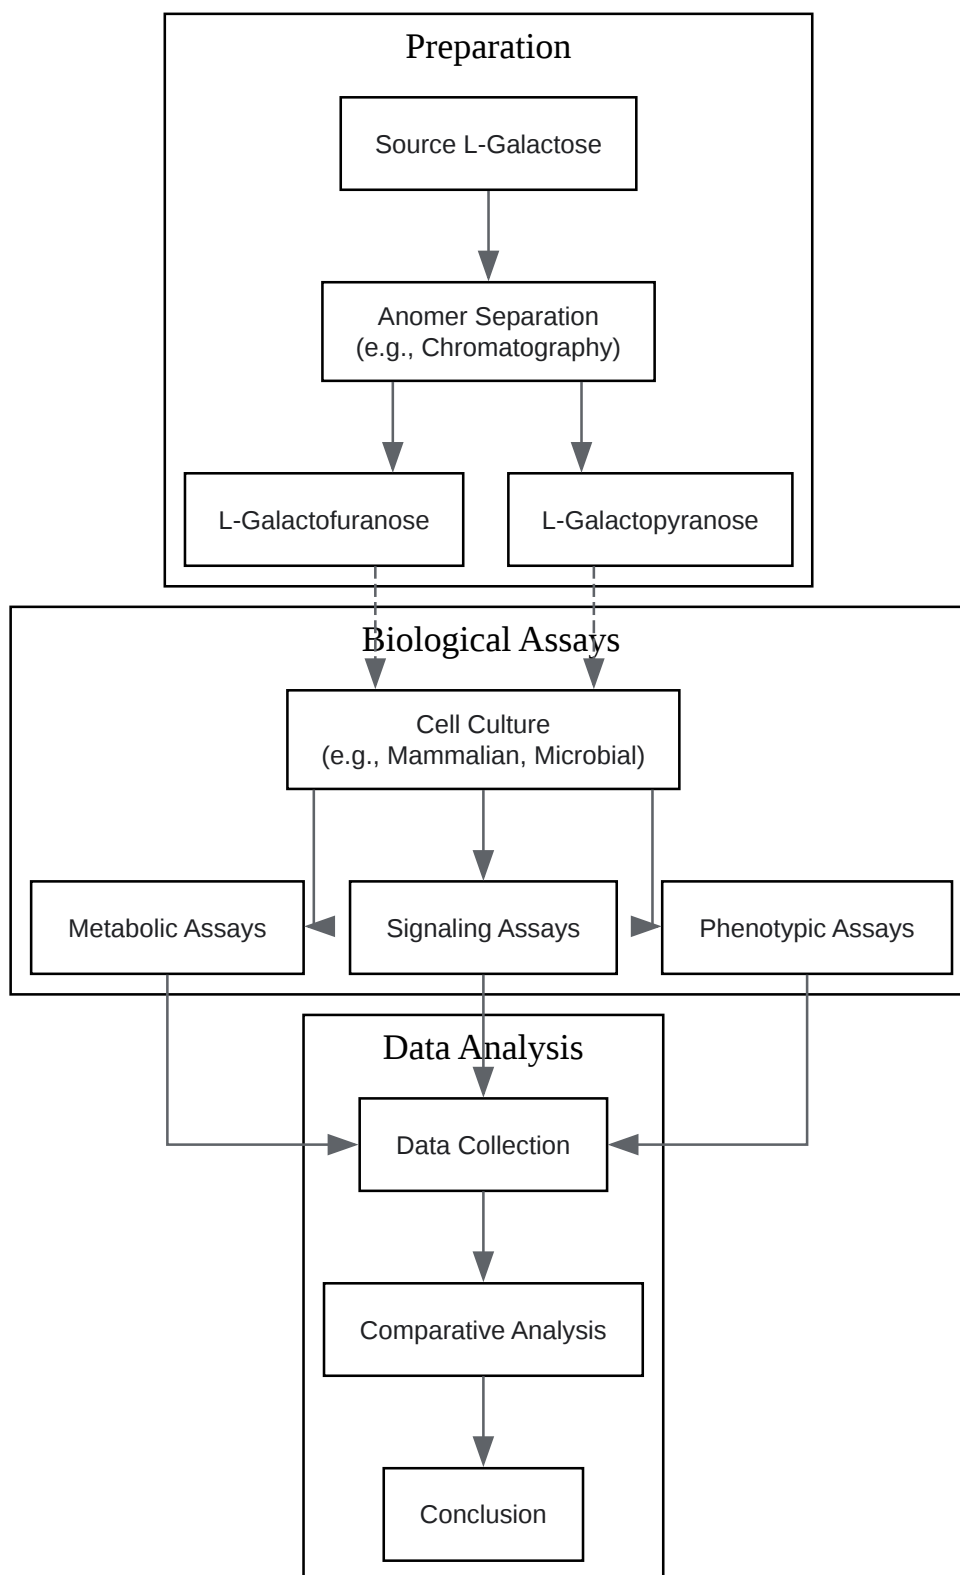 Preparation
Source L-Galactose
Anomer Separation
(e.g., Chromatography)
L-Galactofuranose
L-Galactopyranose
Biological Assays
Cell Culture
(e.g., Mammalian, Microbial)
Metabolic Assays
Signaling Assays
Phenotypic Assays
Data Analysis
Data Collection
Comparative Analysis
Conclusion